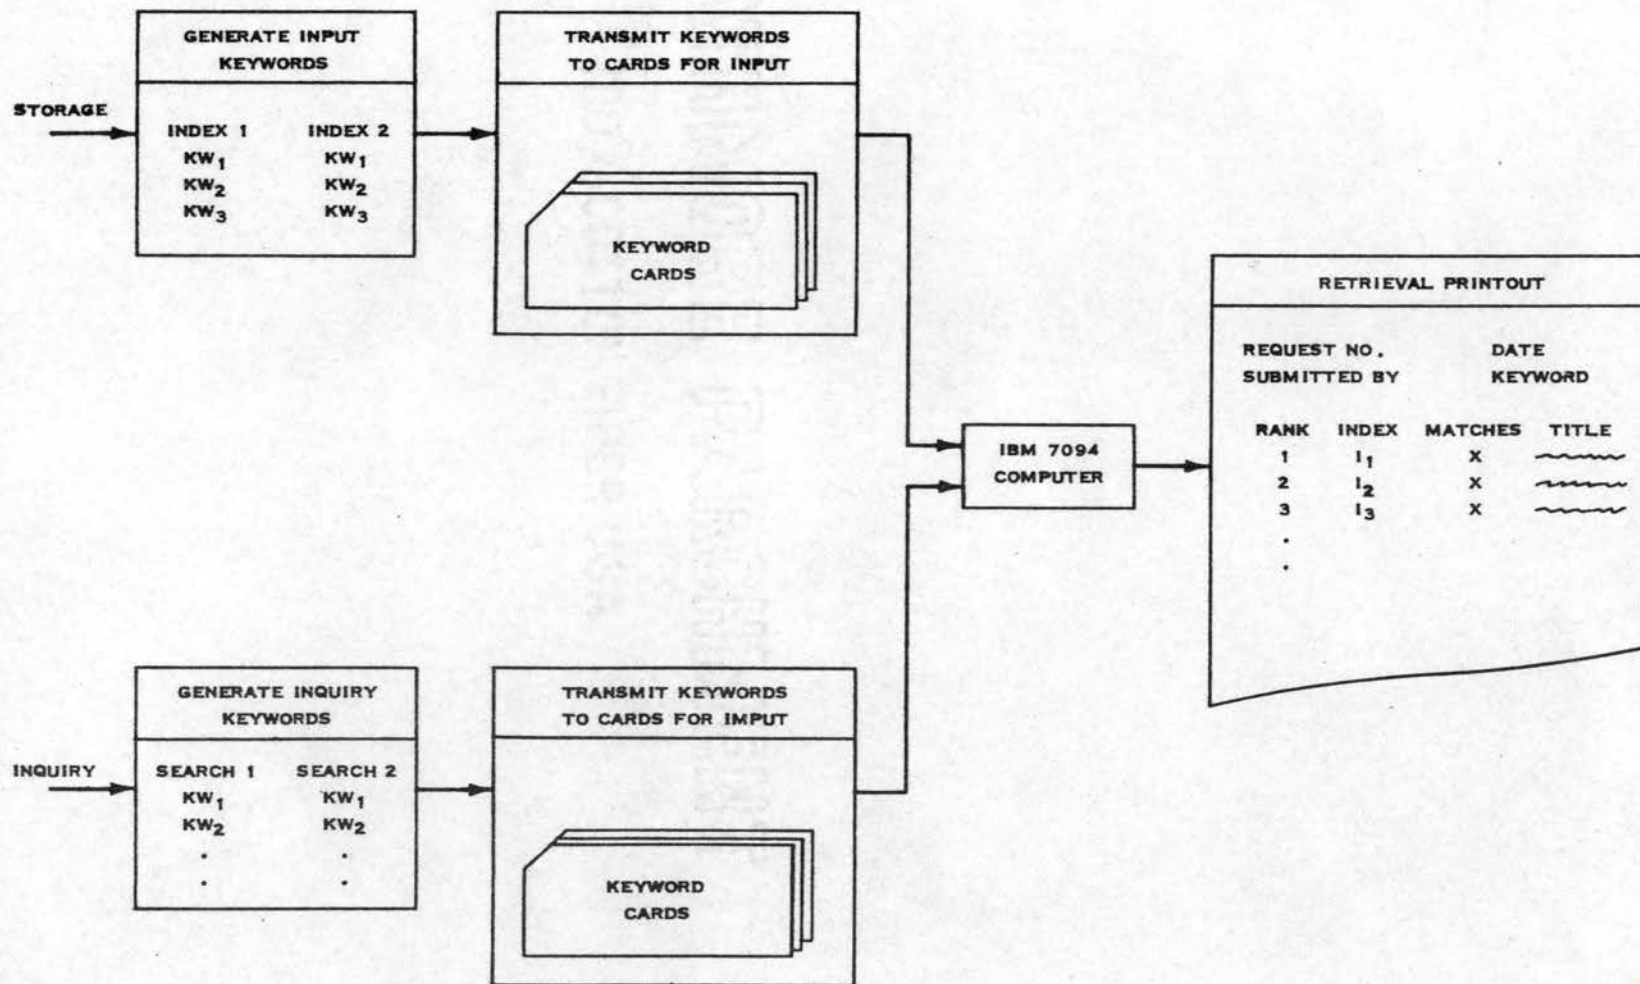 GENERATE INPUT
KEYWORDS
STORAGE
INDEX 1 INDEX 2
KW1 KW1
KW2 KW2
KW3 KW3
TRANSMIT KEYWORDS
TO CARDS FOR INPUT
KEYWORD
CARDS
GENERATE INQUIRY
KEYWORDS
INQUIRY
SEARCH 1 SEARCH 2
KW1 KW1
KW2 KW2
.  .
.  .
TRANSMIT KEYWORDS
TO CARDS FOR IMPUT
KEYWORD
CARDS
IBM 7094
COMPUTER
RETRIEVAL PRINTOUT
REQUEST NO. DATE
SUBMITTED BY KEYWORD
RANK INDEX MATCHES TITLE
1 I1 X
2 I2 X
3 I3 X
.
.